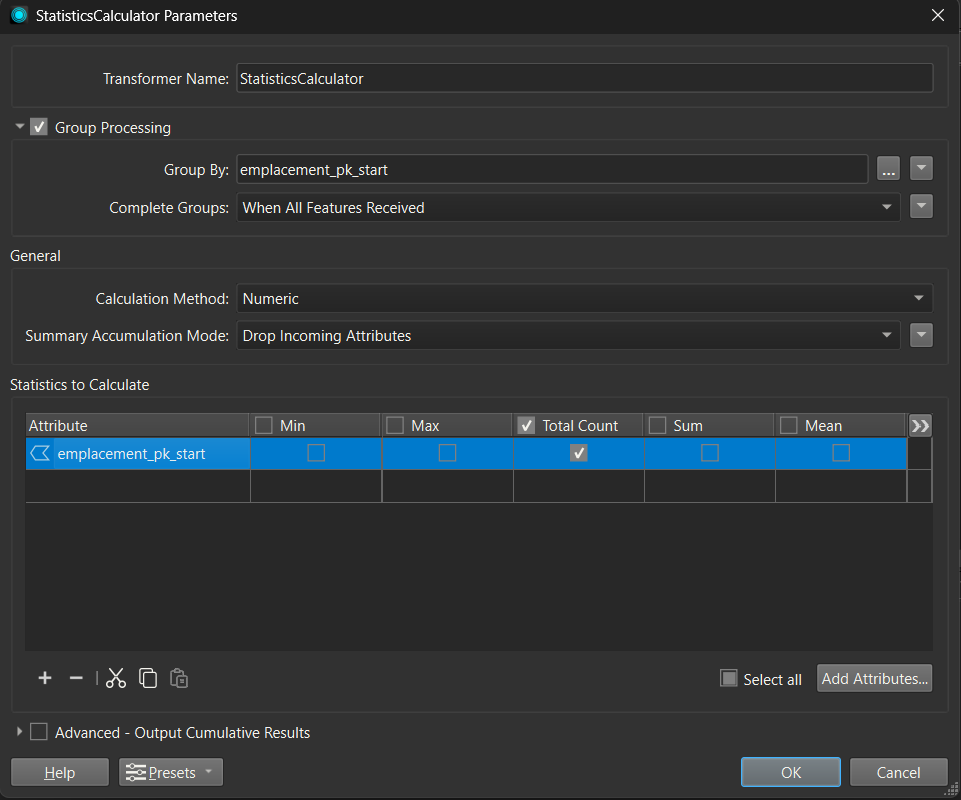 StatisticsCalculator Parameters
Transformer Name: StatisticsCalculator
Group Processing
Group By: emplacement_pk_start ...
Complete Groups: When All Features Received
General
Calculation Method: Numeric
Summary Accumulation Mode: Drop Incoming Attributes
Statistics to Calculate
Attribute Min Max Total Count Sum Mean
emplacement_pk_start
Select all Add Attributes...
Advanced - Output Cumulative Results
Help Presets OK Cancel